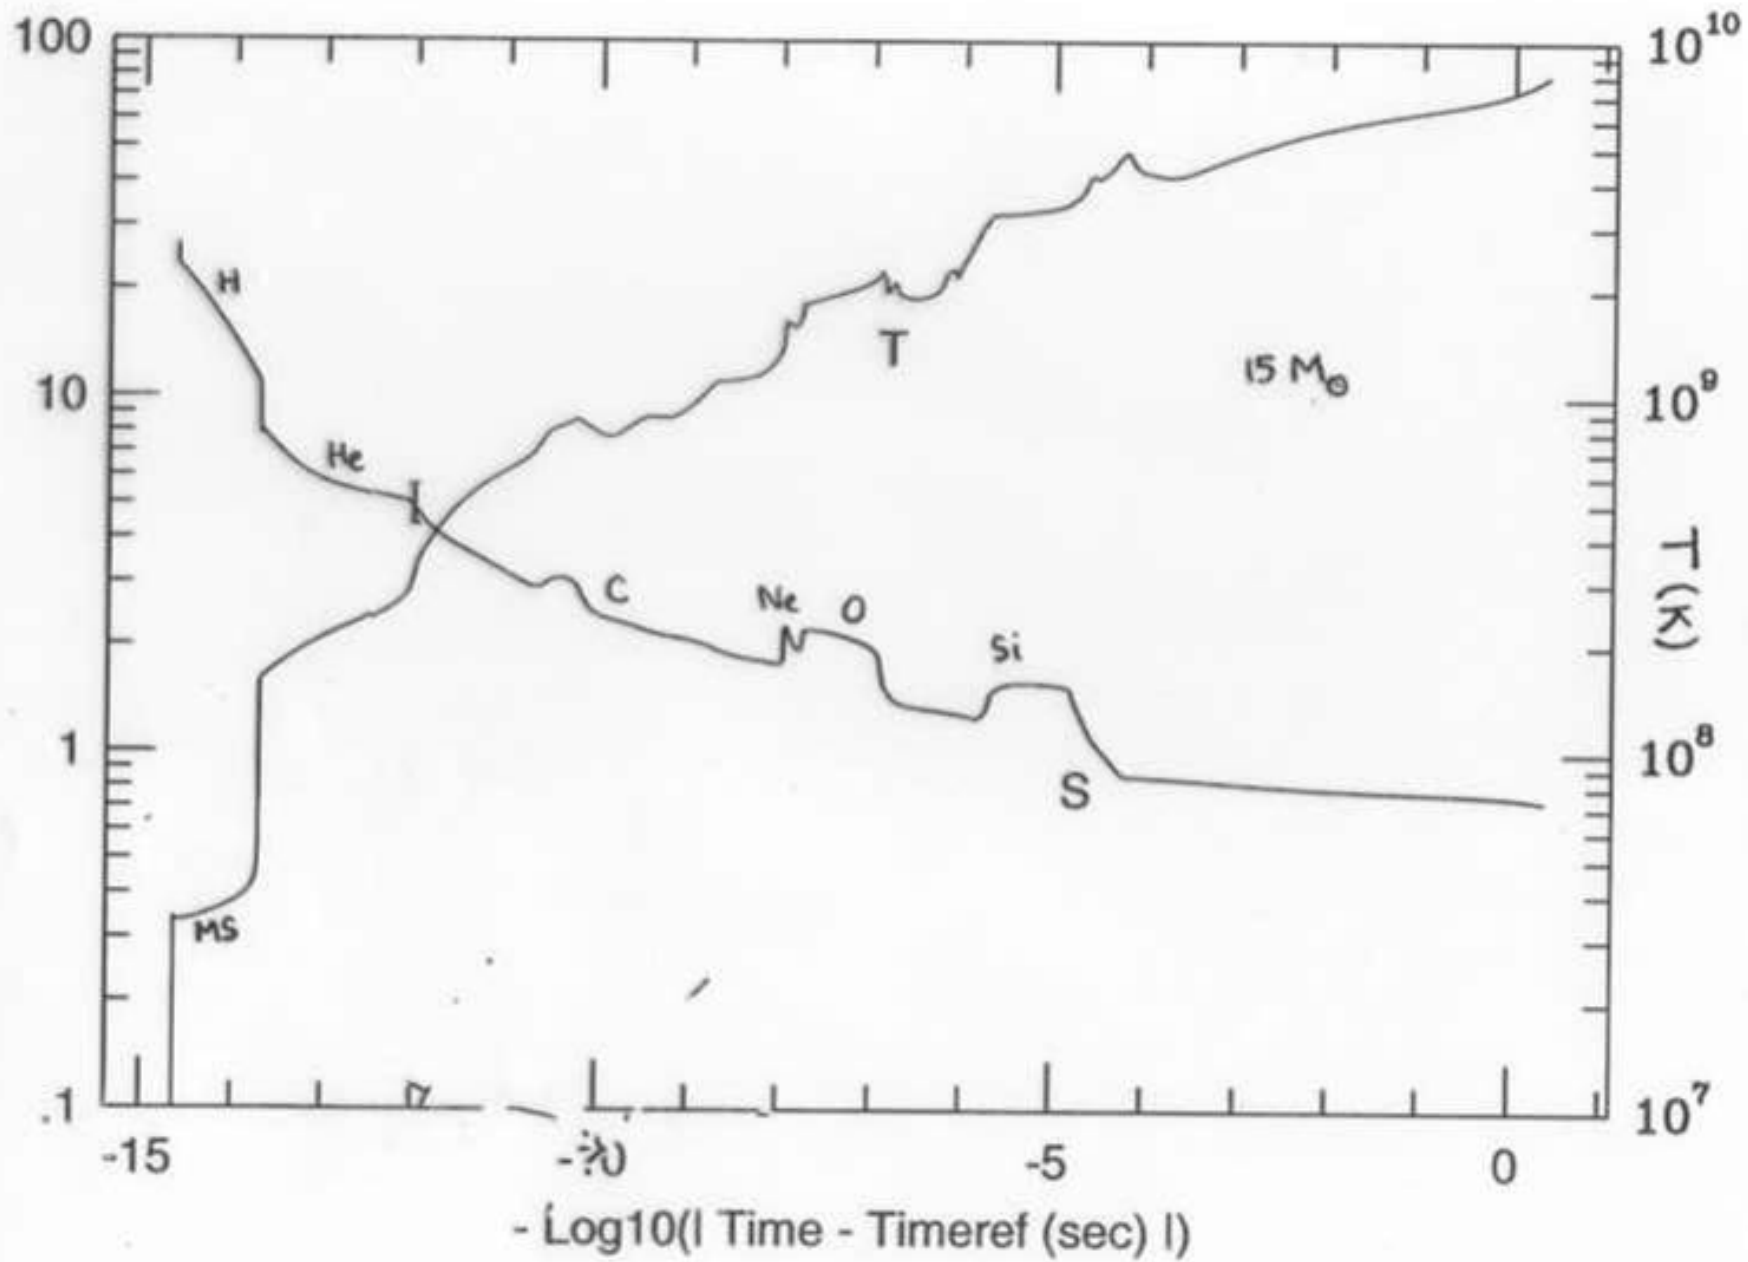 100
10
1
.1
10^10
10^9
10^8
10^7
T (K)
H
He
C
Ne
O
Si
T
15 M⊙
S
MS
-15
-5
0
- Log10(| Time - Timeref (sec) |)